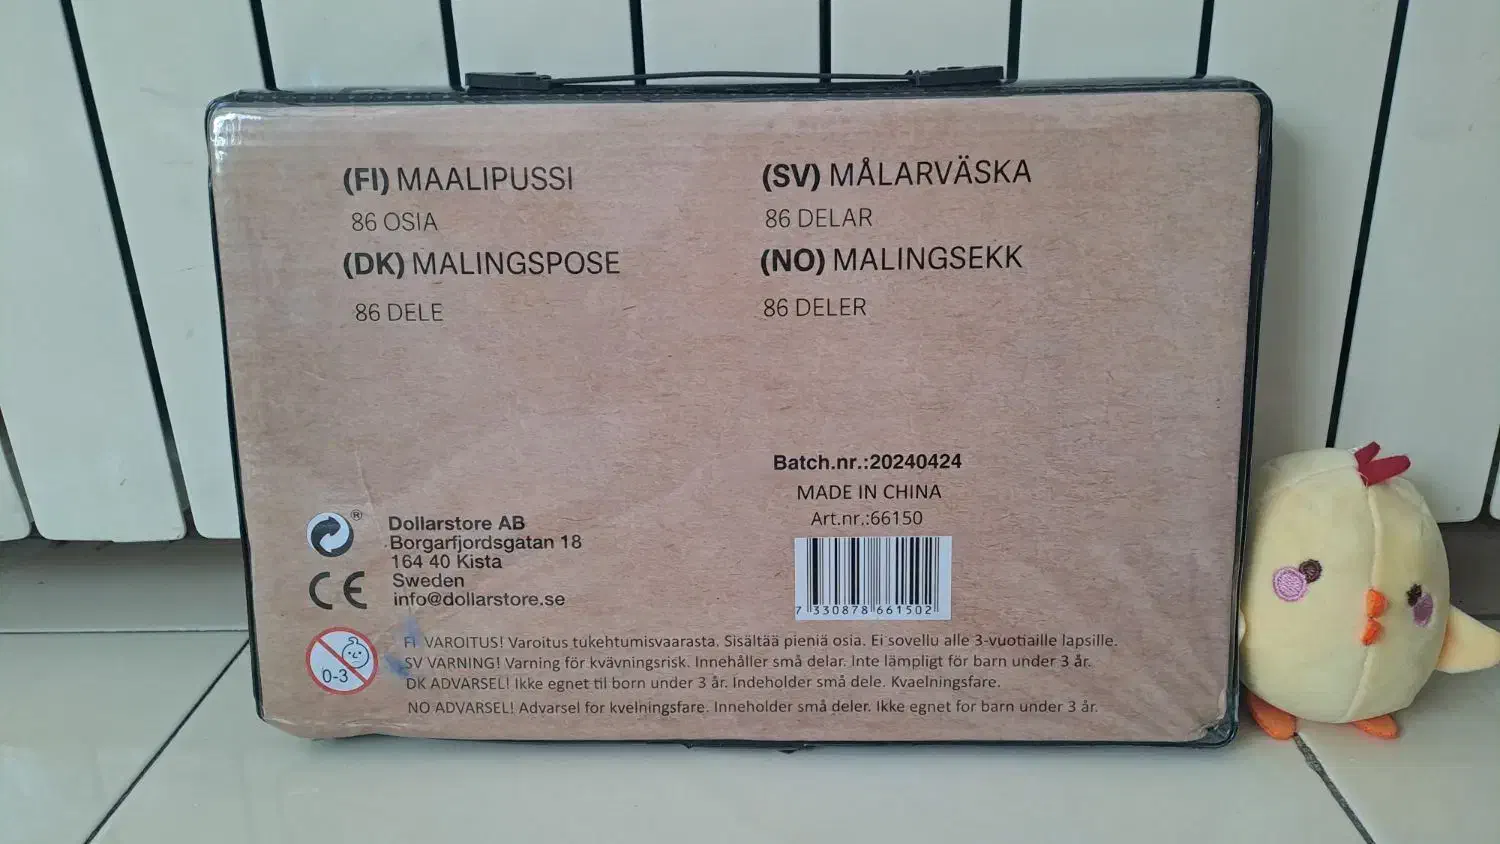 (FI) MAALIPUSSI
86 OSIA
(DK) MALINGSPOSE
86 DELE
(SV) MÅLARVÄSKA
86 DELAR
(NO) MALINGSEKK
86 DELER
Batch.nr.:20240424
MADE IN CHINA
Art.nr.:66150
7 330878 661502
®
Dollarstore AB
Borgarfjordsgatan 18
164 40 Kista
Sweden
info@dollarstore.se
CE
0-3
FI VAROITUS! Varoitus tukehtumisvaarasta. Sisältää pieniä osia. Ei sovellu alle 3-vuotiaille lapsille.
SV VARNING! Varning för kvävningsrisk. Innehåller små delar. Inte lämpligt för barn under 3 år.
DK ADVARSEL! Ikke egnet til born under 3 år. Indeholder små dele. Kvaelningsfare.
NO ADVARSEL! Advarsel for kvelningsfare. Inneholder små deler. Ikke egnet for barn under 3 år.